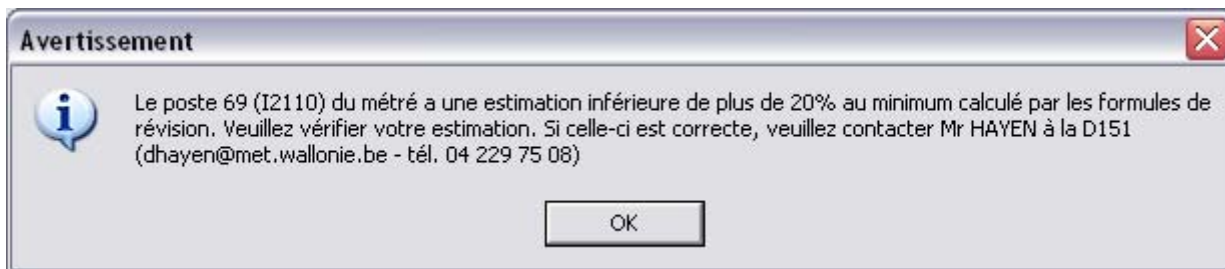 Avertissement
Le poste 69 (I2110) du métré a une estimation inférieure de plus de 20% au minimum calculé par les formules de
révision. Veuillez vérifier votre estimation. Si celle-ci est correcte, veuillez contacter Mr HAYEN à la D151
(dhayen@met.wallonie.be - tél. 04 229 75 08)
OK